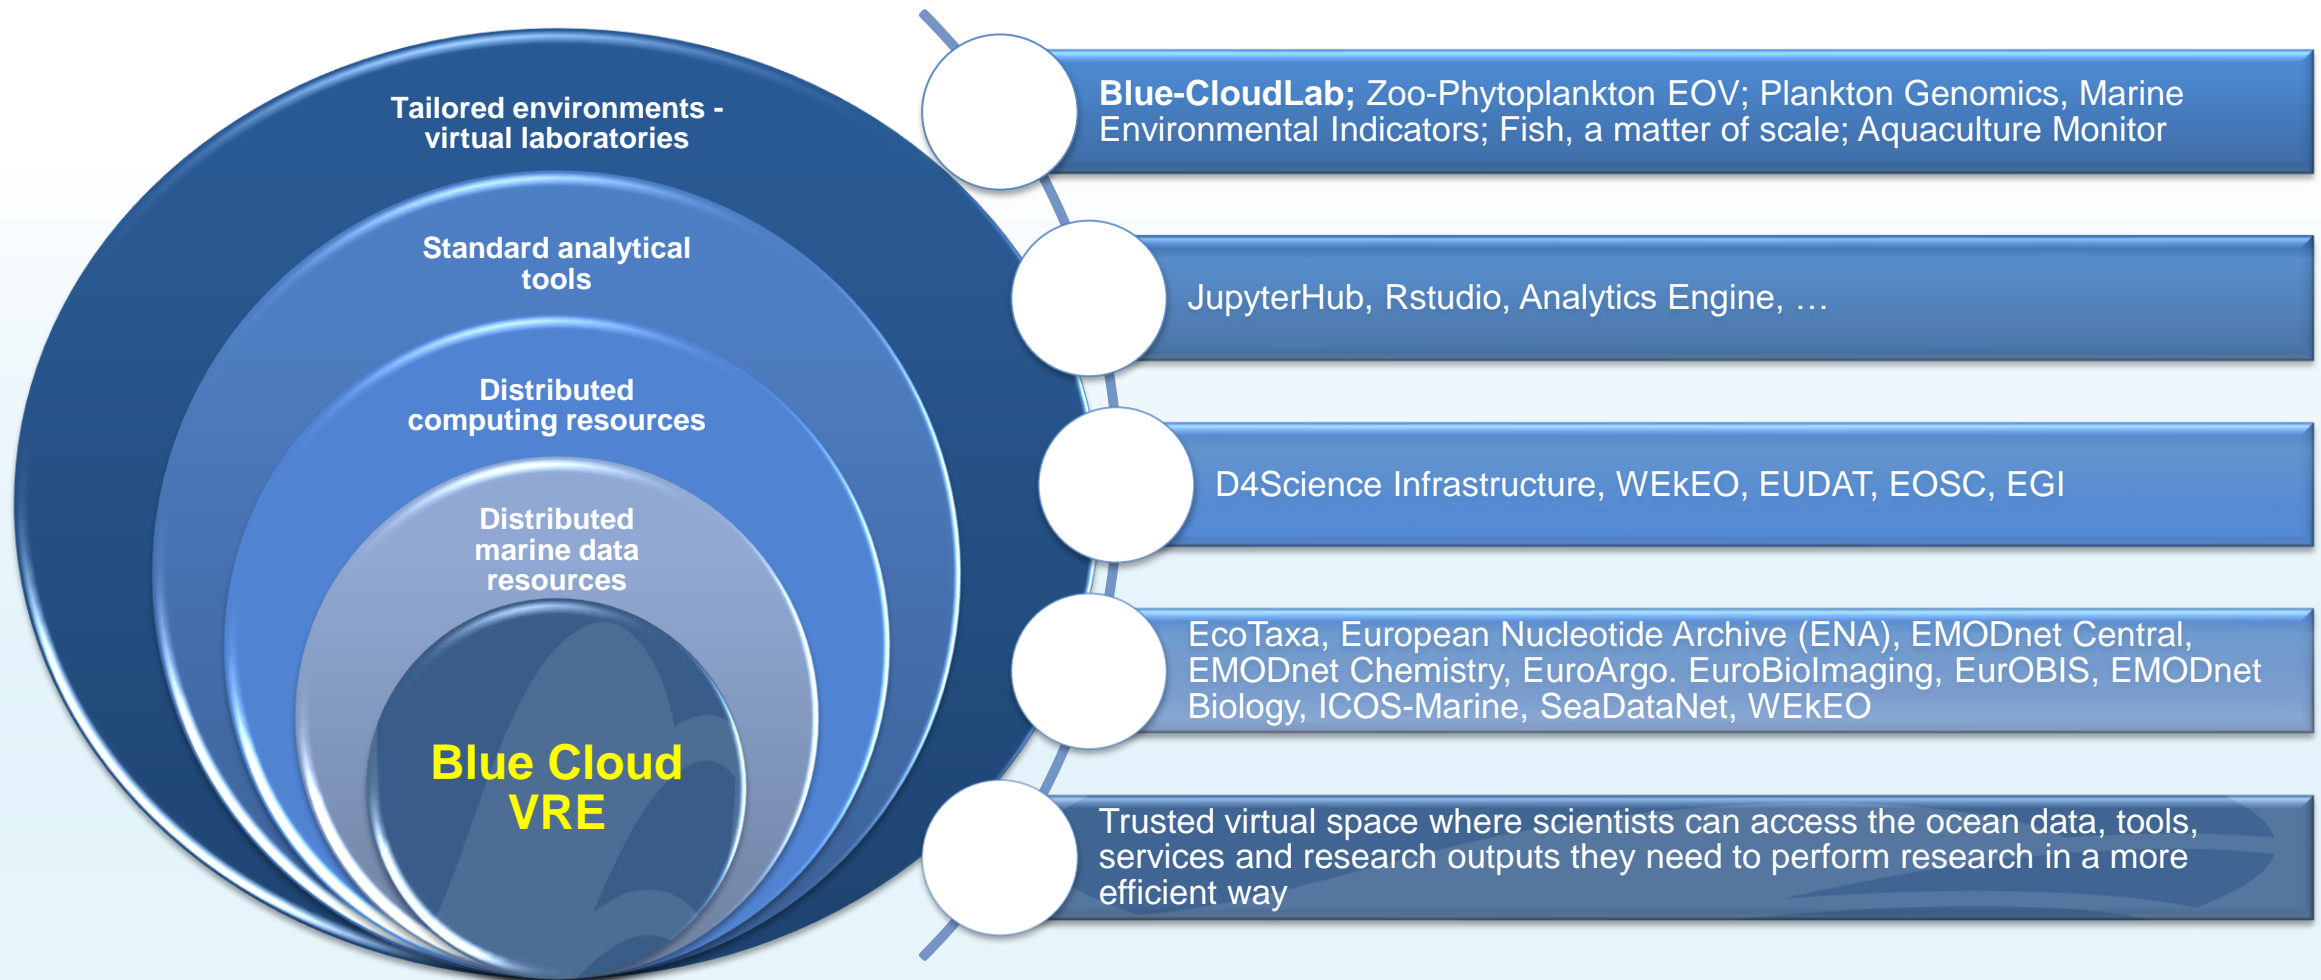 Tailored environments -
virtual laboratories
Standard analytical
tools
Distributed
computing resources
Distributed
marine data
resources
Blue Cloud
VRE
Blue-CloudLab; Zoo-Phytoplankton EOV; Plankton Genomics, Marine
Environmental Indicators; Fish, a matter of scale; Aquaculture Monitor
JupyterHub, Rstudio, Analytics Engine, …
D4Science Infrastructure, WEkEO, EUDAT, EOSC, EGI
EcoTaxa, European Nucleotide Archive (ENA), EMODnet Central,
EMODnet Chemistry, EuroArgo. EuroBioImaging, EurOBIS, EMODnet
Biology, ICOS-Marine, SeaDataNet, WEkEO
Trusted virtual space where scientists can access the ocean data, tools,
services and research outputs they need to perform research in a more
efficient way